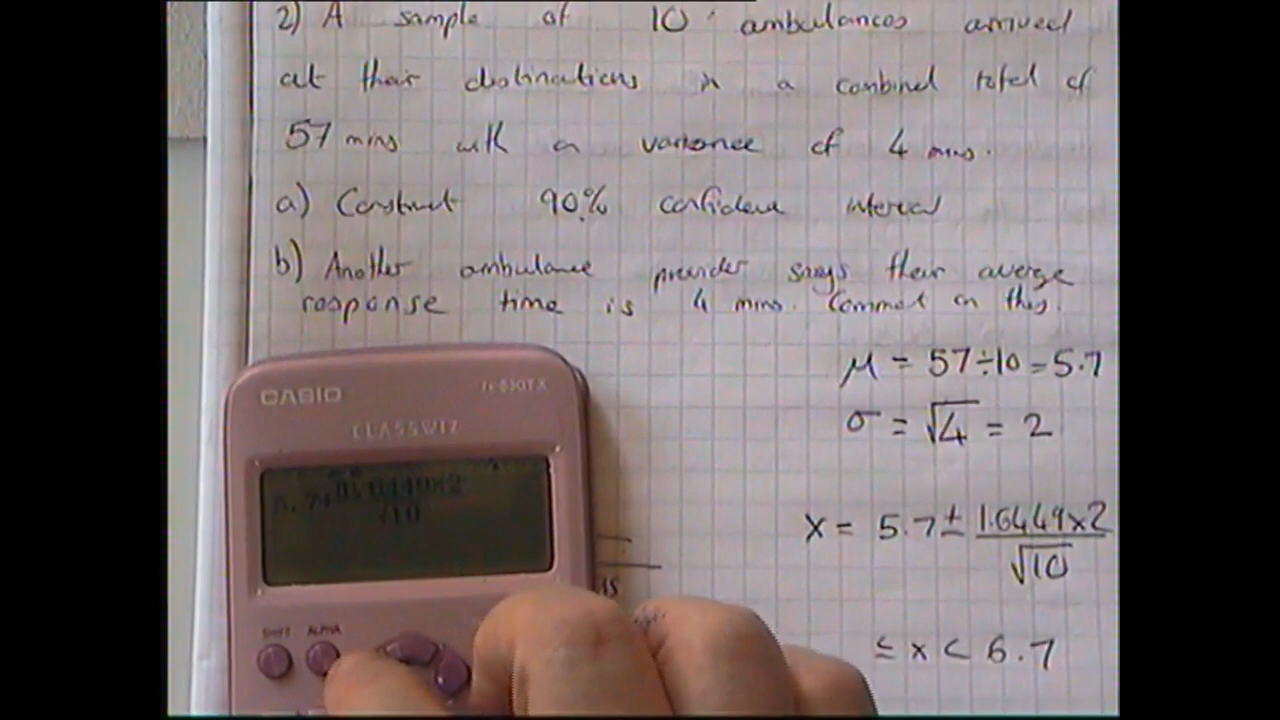 2) A sample of 10 ambulances arrived
at their destinations in a combined total of
57 mins with a variance of 4 mins.
a) Construct 90% confidence interval
b) Another ambulance provider says their average
response time is 4 mins. Comment on this.
μ = 57÷10 = 5.7
σ = √4 = 2
x = 5.7 ± 1.6449×2
√10
≤ x < 6.7
CASIO
CLASSWIZ
√10
SHIFT ALPHA